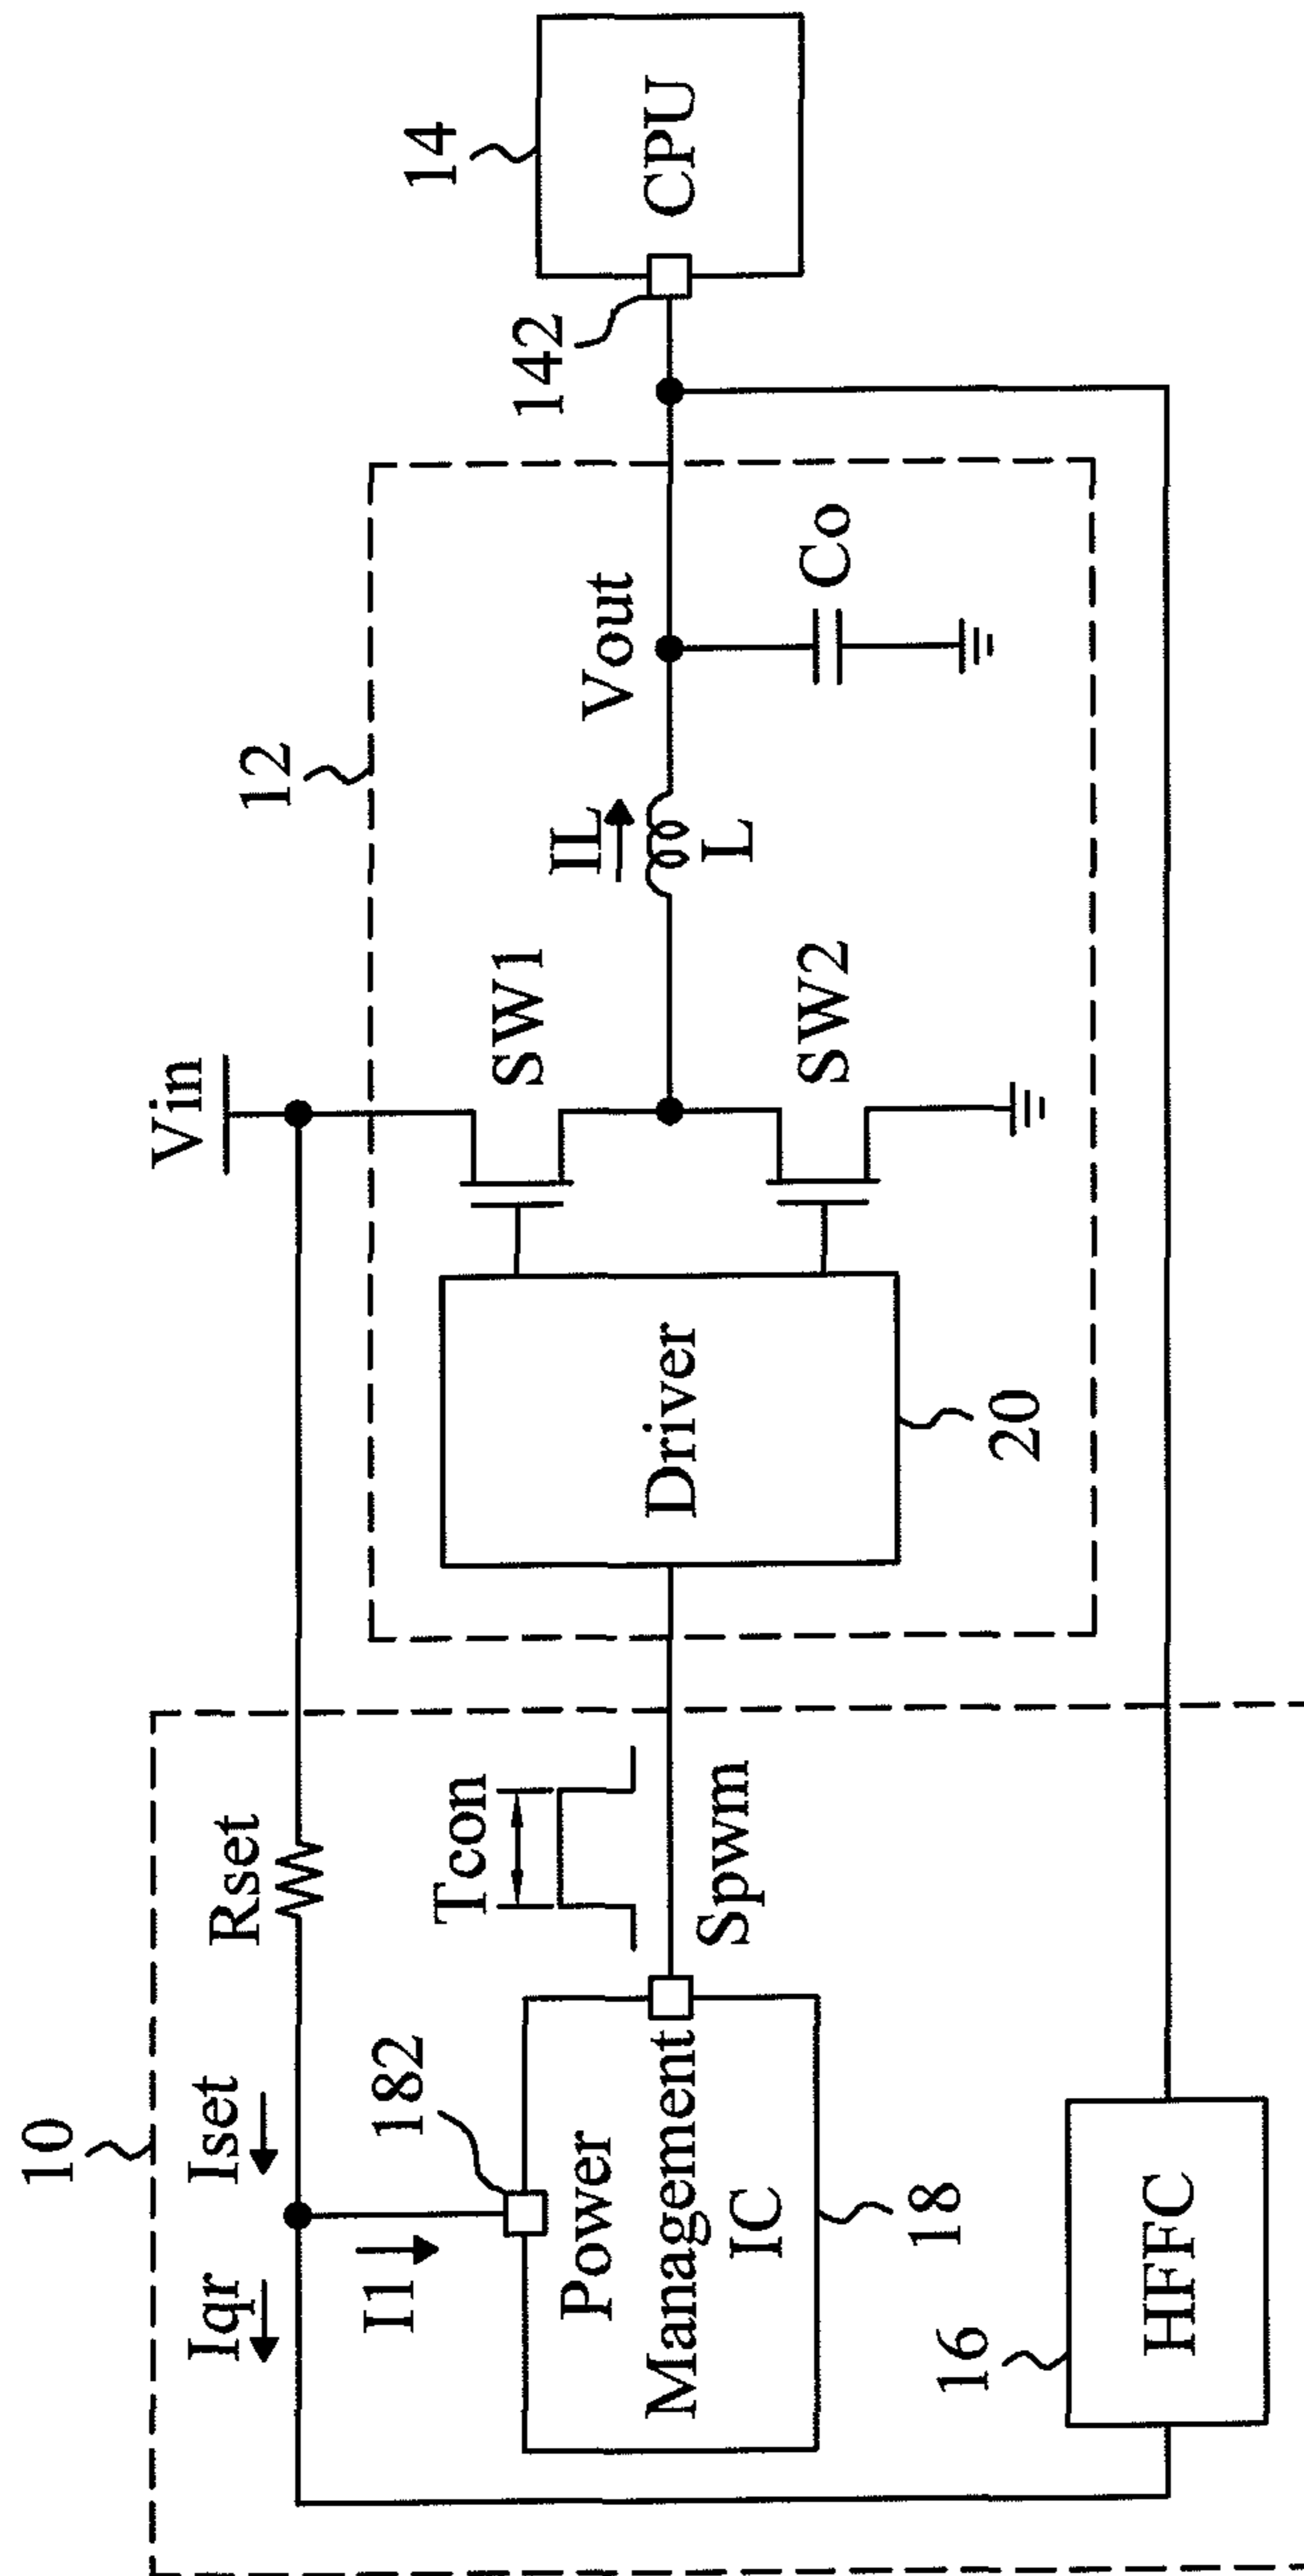 10
Iqr
Iset
Rset
Vin
I1
182
Tcon
12
14
Power
Management
IC
18
Spwm
Driver
20
SW1
SW2
IL
L
Vout
Co
142
CPU
16
HFFC